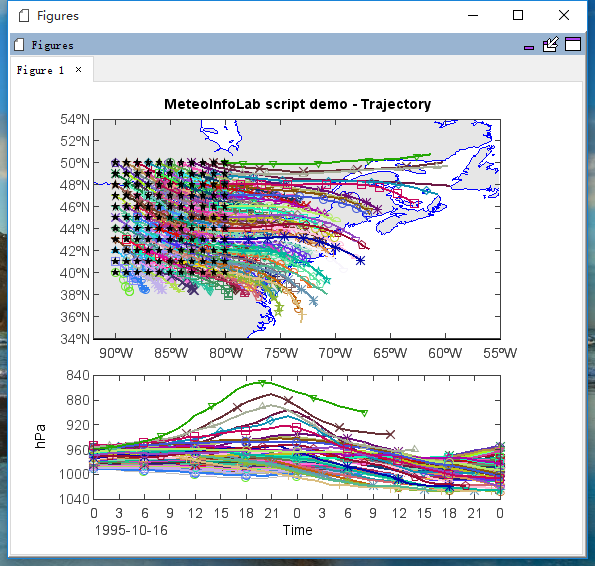 Figures
Figures
Figure 1 ×
MeteoInfoLab script demo - Trajectory
54°N
52°N
50°N
48°N
46°N
44°N
42°N
40°N
38°N
36°N
34°N
90°W 85°W 80°W 75°W 70°W 65°W 60°W 55°W
840
880
920
960
1000
1040
hPa
0 3 6 9 12 15 18 21 0 3 6 9 12 15 18 21 0
1995-10-16 Time